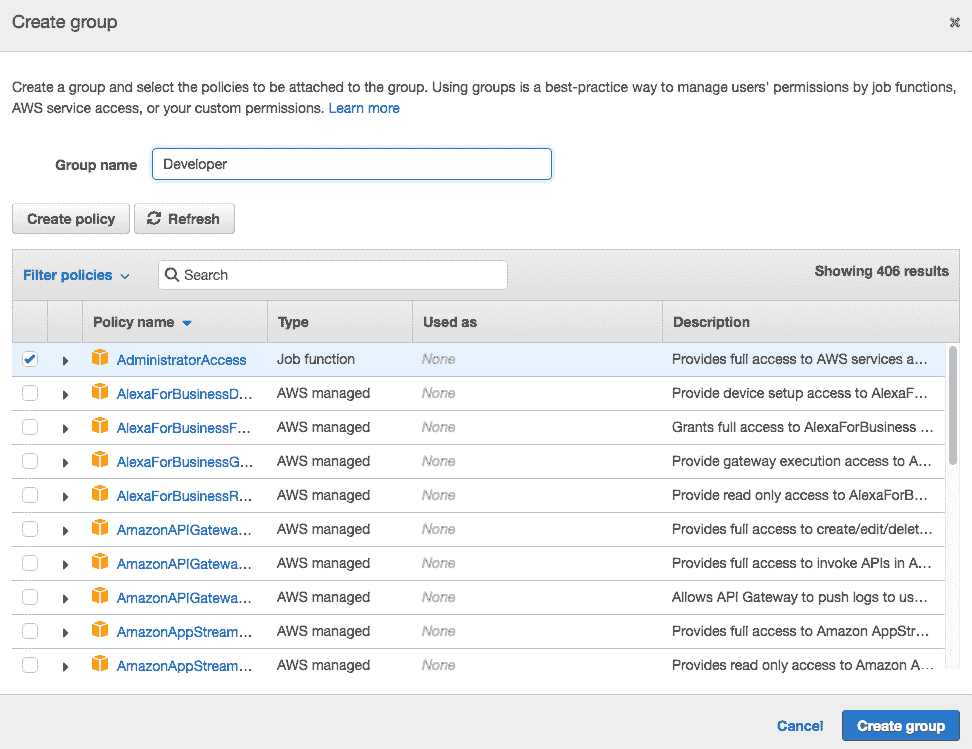 Create group
Create a group and select the policies to be attached to the group. Using groups is a best-practice way to manage users' permissions by job functions,
AWS service access, or your custom permissions. Learn more
Group name Developer
Create policy Refresh
Filter policies Search Showing 406 results
Policy name Type Used as Description
AdministratorAccess Job function None Provides full access to AWS services a...
AlexaForBusinessD... AWS managed None Provide device setup access to AlexaF...
AlexaForBusinessF... AWS managed None Grants full access to AlexaForBusiness ...
AlexaForBusinessG... AWS managed None Provide gateway execution access to A...
AlexaForBusinessR... AWS managed None Provide read only access to AlexaForB...
AmazonAPIGatewa... AWS managed None Provides full access to create/edit/delet...
AmazonAPIGatewa... AWS managed None Provides full access to invoke APIs in A...
AmazonAPIGatewa... AWS managed None Allows API Gateway to push logs to us...
AmazonAppStream... AWS managed None Provides full access to Amazon AppStr...
AmazonAppStream... AWS managed None Provides read only access to Amazon A...
Cancel Create group